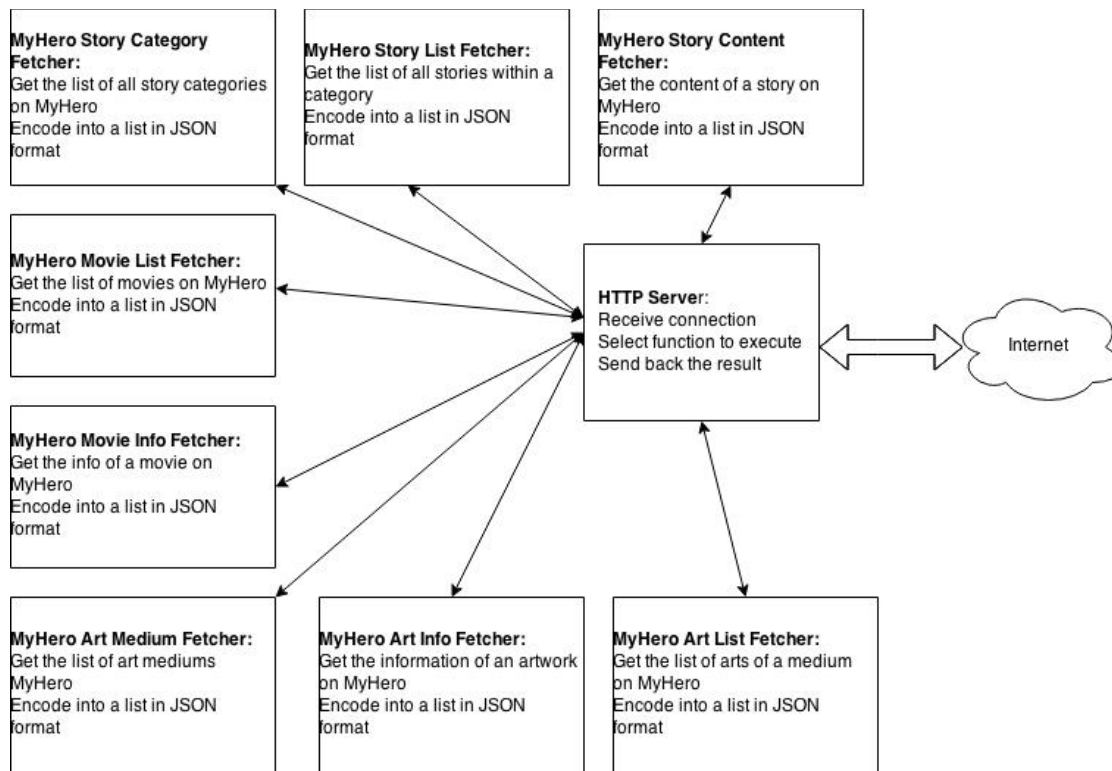 MyHero Story Category
Fetcher:
Get the list of all story categories
on MyHero
Encode into a list in JSON
format
MyHero Story List Fetcher:
Get the list of all stories within a
category
Encode into a list in JSON
format
MyHero Story Content
Fetcher:
Get the content of a story on
MyHero
Encode into a list in JSON
format
MyHero Movie List Fetcher:
Get the list of movies on MyHero
Encode into a list in JSON
format
HTTP Server:
Receive connection
Select function to execute
Send back the result
Internet
MyHero Movie Info Fetcher:
Get the info of a movie on
MyHero
Encode into a list in JSON
format
MyHero Art Medium Fetcher:
Get the list of art mediums
MyHero
Encode into a list in JSON
format
MyHero Art Info Fetcher:
Get the information of an artwork
on MyHero
Encode into a list in JSON
format
MyHero Art List Fetcher:
Get the list of arts of a medium
on MyHero
Encode into a list in JSON
format